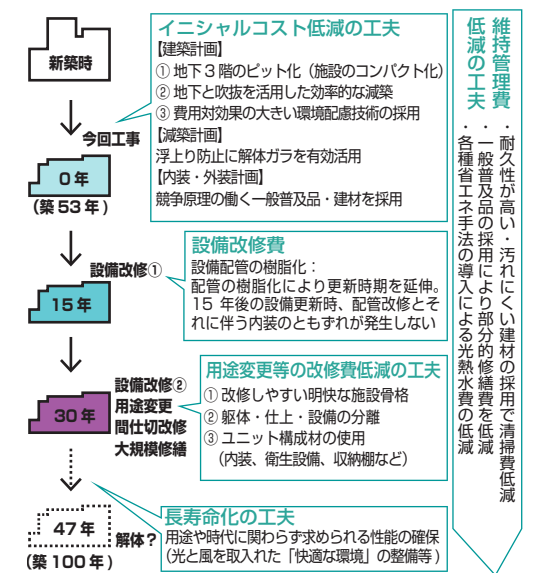 新築時
イニシャルコスト低減の工夫
【建築計画】
① 地下3階のピット化（施設のコンパクト化）
② 地下と吹抜を活用した効率的な減築
③ 費用対効果の大きい環境配慮技術の採用
【減築計画】
浮上り防止に解体ガラを有効活用
【内装・外装計画】
競争原理の働く一般普及品・建材を採用
今回工事
0年
（築53年）
設備改修①
設備改修費
設備配管の樹脂化：
配管の樹脂化により更新時期を延伸。
15 年後の設備更新時、配管改修とそ
れに伴う内装のともずれが発生しない
15年
設備改修②
用途変更
間仕切改修
大規模修繕
用途変更等の改修費低減の工夫
① 改修しやすい明快な施設骨格
② 躯体・仕上・設備の分離
③ ユニット構成材の使用
（内装、衛生設備、収納棚など）
30年
47年
解体？
（築100年）
長寿命化の工夫
用途や時代に関わらず求められる性能の確保
（光と風を取入れた「快適な環境」の整備等）
維持管理費
低減の工夫
・耐久性が高い・汚れにくい建材の採用で清掃費低減
・一般普及品の採用により部分的修繕費を低減
・各種省エネ手法の導入による光熱水費の低減